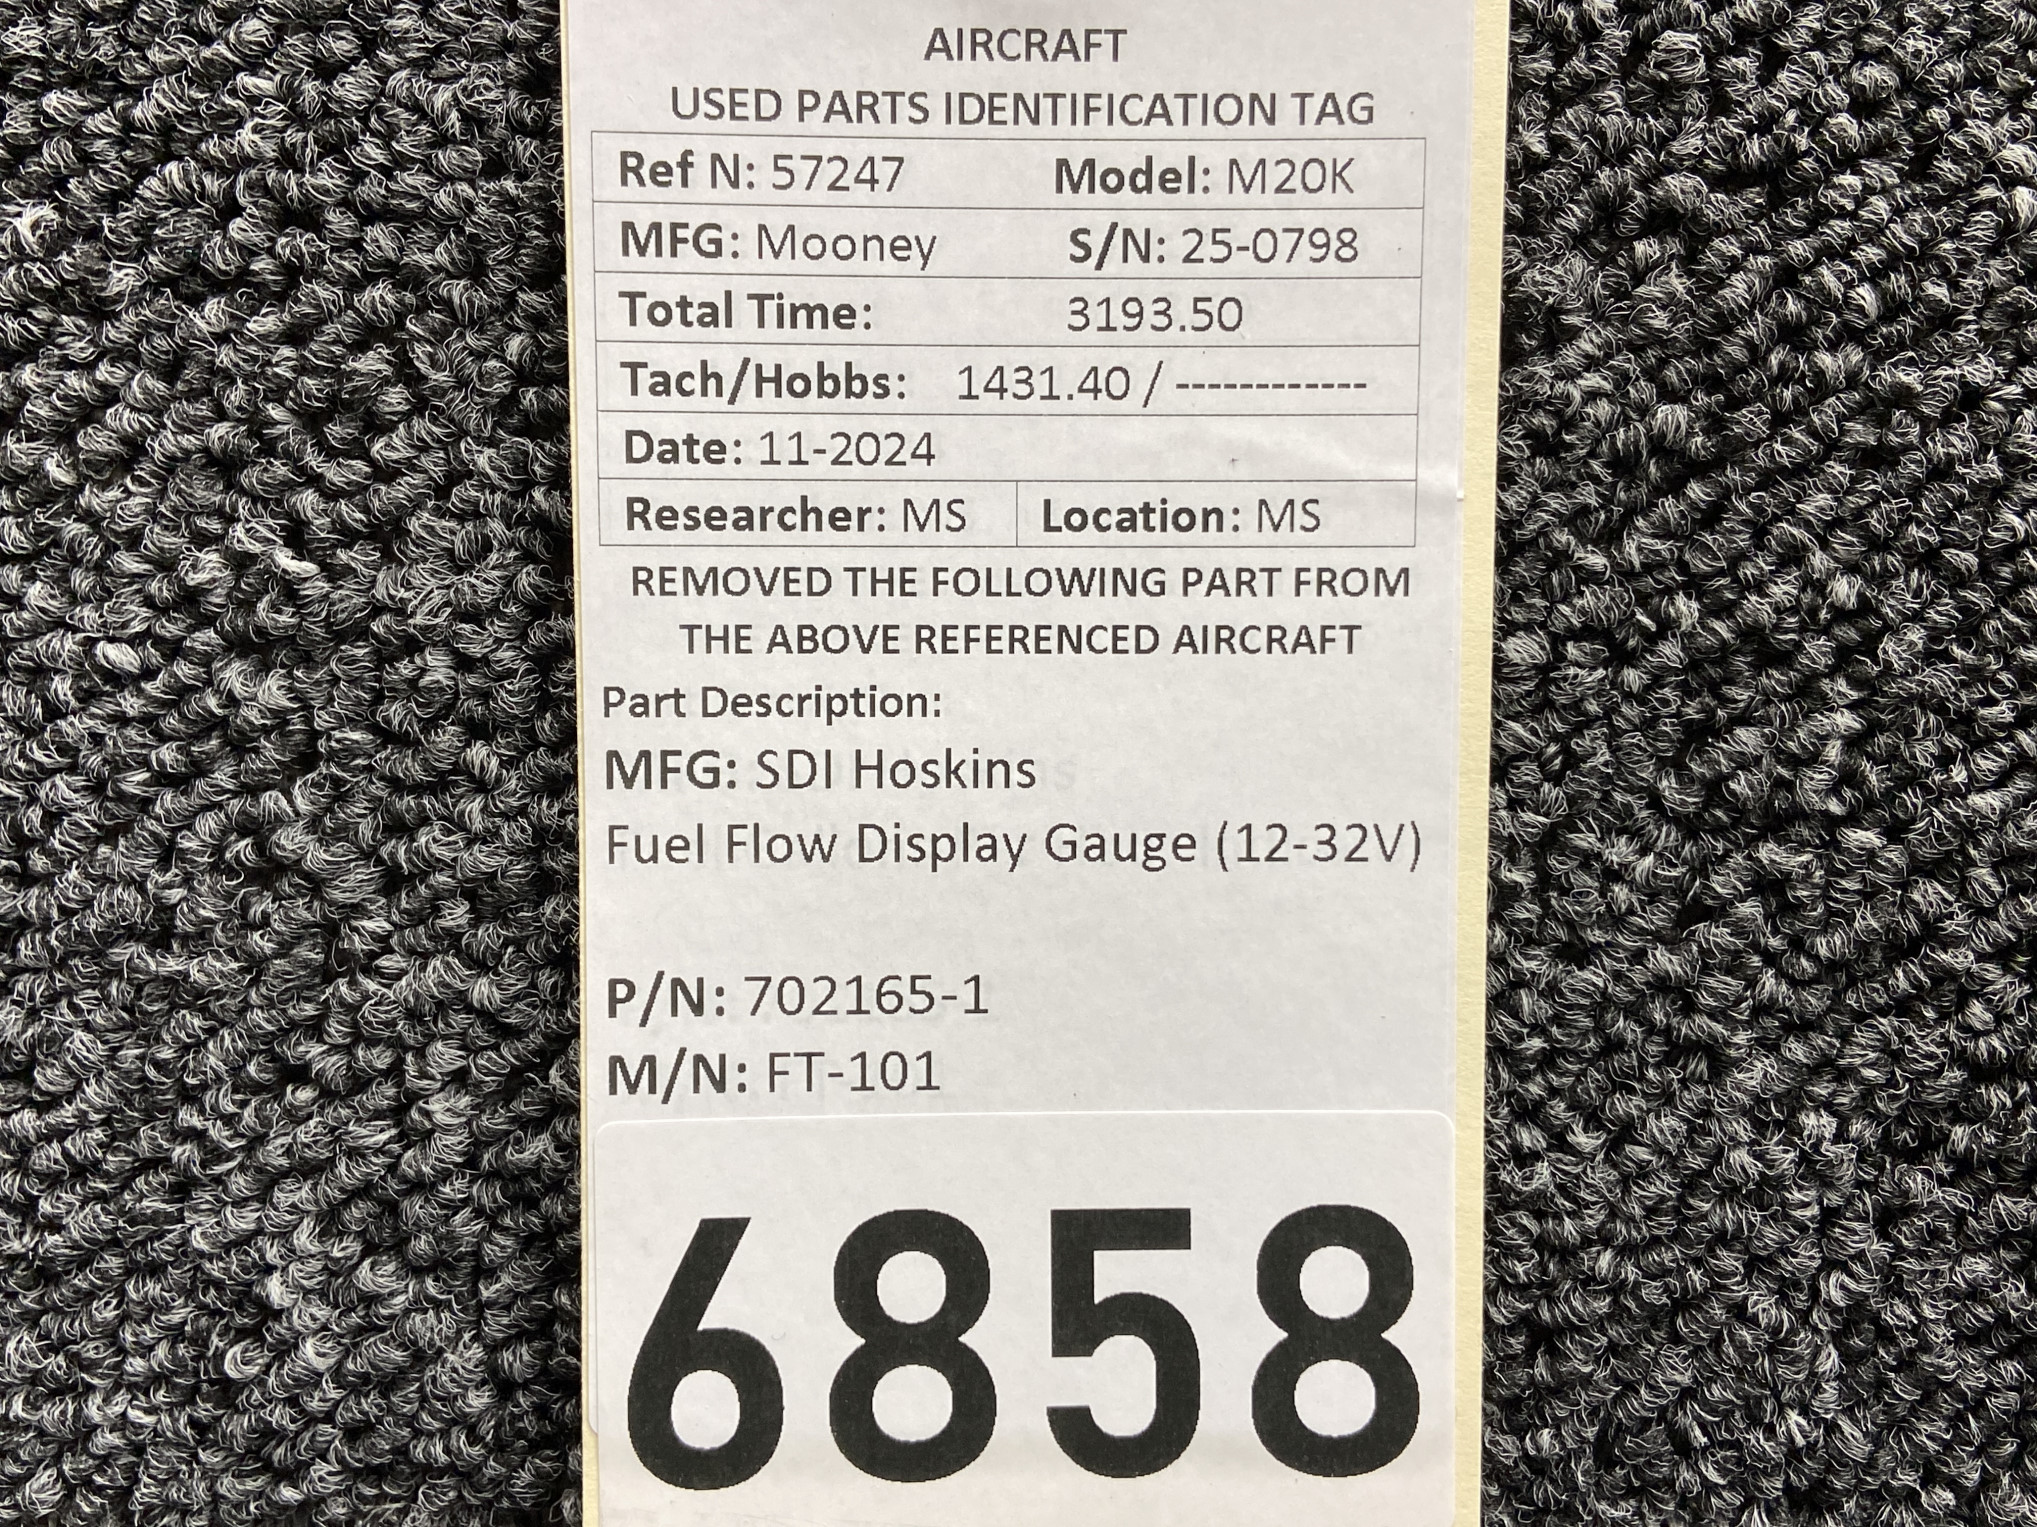 AIRCRAFT
USED PARTS IDENTIFICATION TAG
Ref N: 57247 Model: M20K
MFG: Mooney S/N: 25-0798
Total Time: 3193.50
Tach/Hobbs: 1431.40 / ------------
Date: 11-2024
Researcher: MS Location: MS
REMOVED THE FOLLOWING PART FROM
THE ABOVE REFERENCED AIRCRAFT
Part Description:
MFG: SDI Hoskins
Fuel Flow Display Gauge (12-32V)
P/N: 702165-1
M/N: FT-101
6858